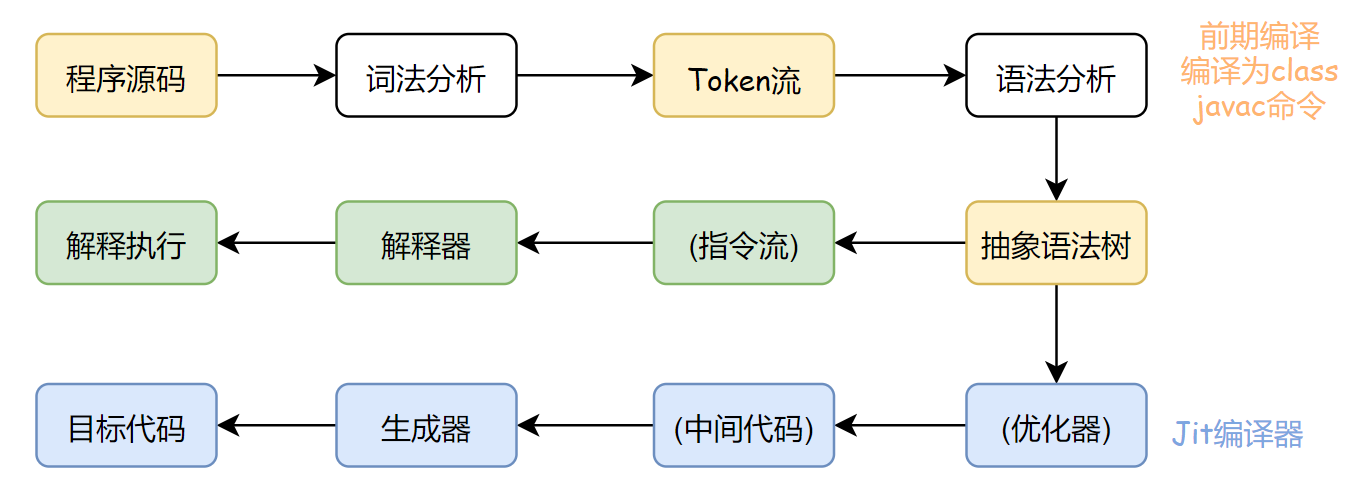 程序源码
词法分析
Token流
语法分析
前期编译
编译为class
javac命令
解释执行
解释器
(指令流)
抽象语法树
目标代码
生成器
(中间代码)
(优化器)
Jit编译器